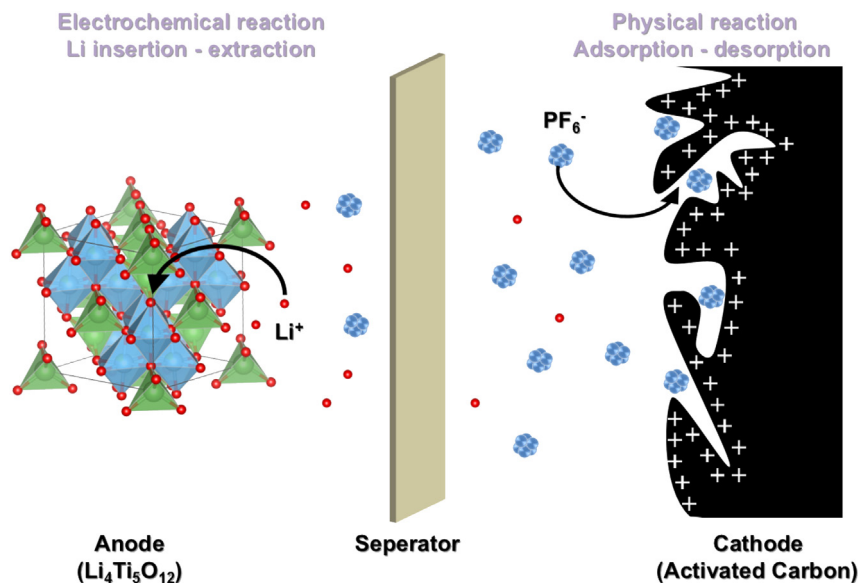 Electrochemical reaction
Li insertion - extraction
Physical reaction
Adsorption - desorption
PF₆⁻
Li⁺
Anode
(Li₄Ti₅O₁₂)
Seperator
Cathode
(Activated Carbon)